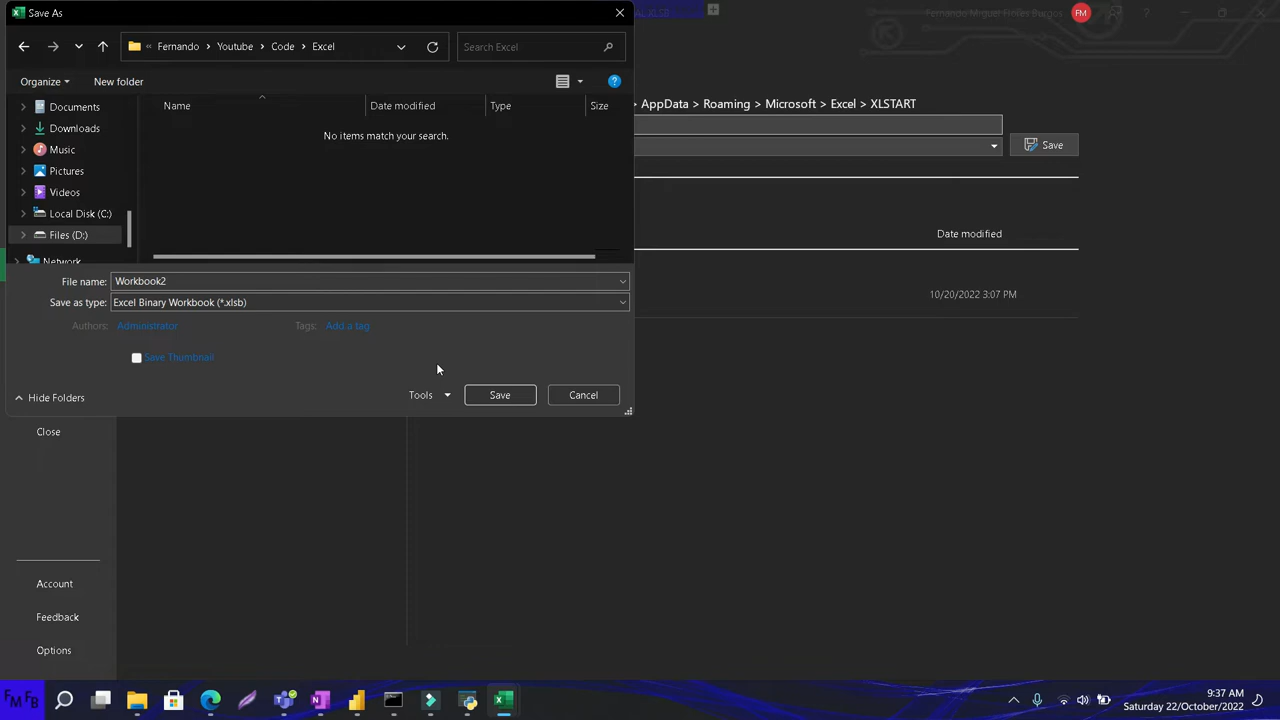 Save As
Fernando Miguel Flores Burgos
FM
?
« Fernando > Youtube > Code > Excel
Search Excel
Organize
New folder
?
> AppData > Roaming > Microsoft > Excel > XLSTART
Save
Name
Date modified
Type
Size
No items match your search.
Documents
Downloads
Music
Pictures
Videos
Local Disk (C:)
Files (D:)
Network
Date modified
10/20/2022 3:07 PM
File name: Workbook2
Save as type: Excel Binary Workbook (*.xlsb)
Authors: Administrator
Tags: Add a tag
Save Thumbnail
Hide Folders
Tools
Save
Cancel
Close
Account
Feedback
Options
FM FB
9:37 AM
Saturday 22/October/2022